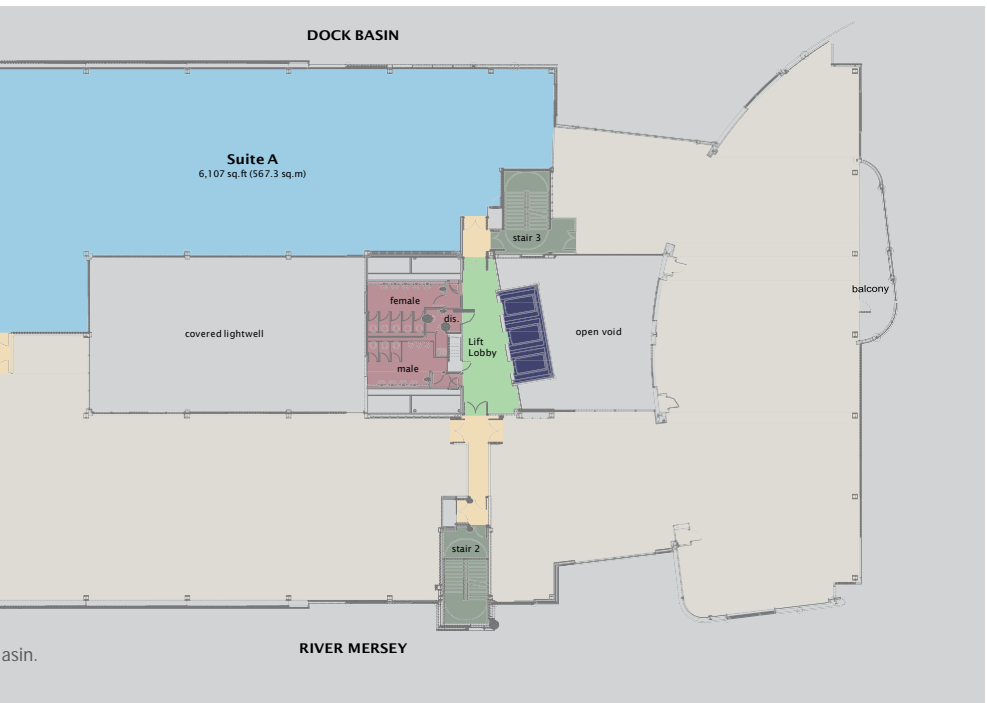 DOCK BASIN
Suite A
6,107 sq.ft (567.3 sq.m)
stair 3
balcony
female
dis.
covered lightwell
open void
Lift
Lobby
male
stair 2
RIVER MERSEY
asin.